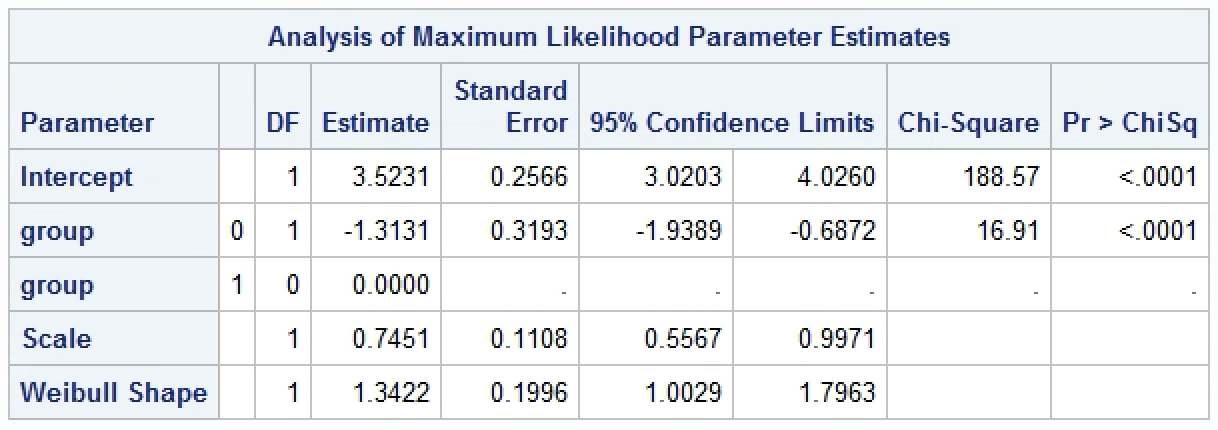 Analysis of Maximum Likelihood Parameter Estimates
Parameter DF Estimate Standard Error 95% Confidence Limits Chi-Square Pr > ChiSq
Intercept 1 3.5231 0.2566 3.0203 4.0260 188.57 <.0001
group 0 1 -1.3131 0.3193 -1.9389 -0.6872 16.91 <.0001
group 1 0 0.0000 . . . . .
Scale 1 0.7451 0.1108 0.5567 0.9971
Weibull Shape 1 1.3422 0.1996 1.0029 1.7963